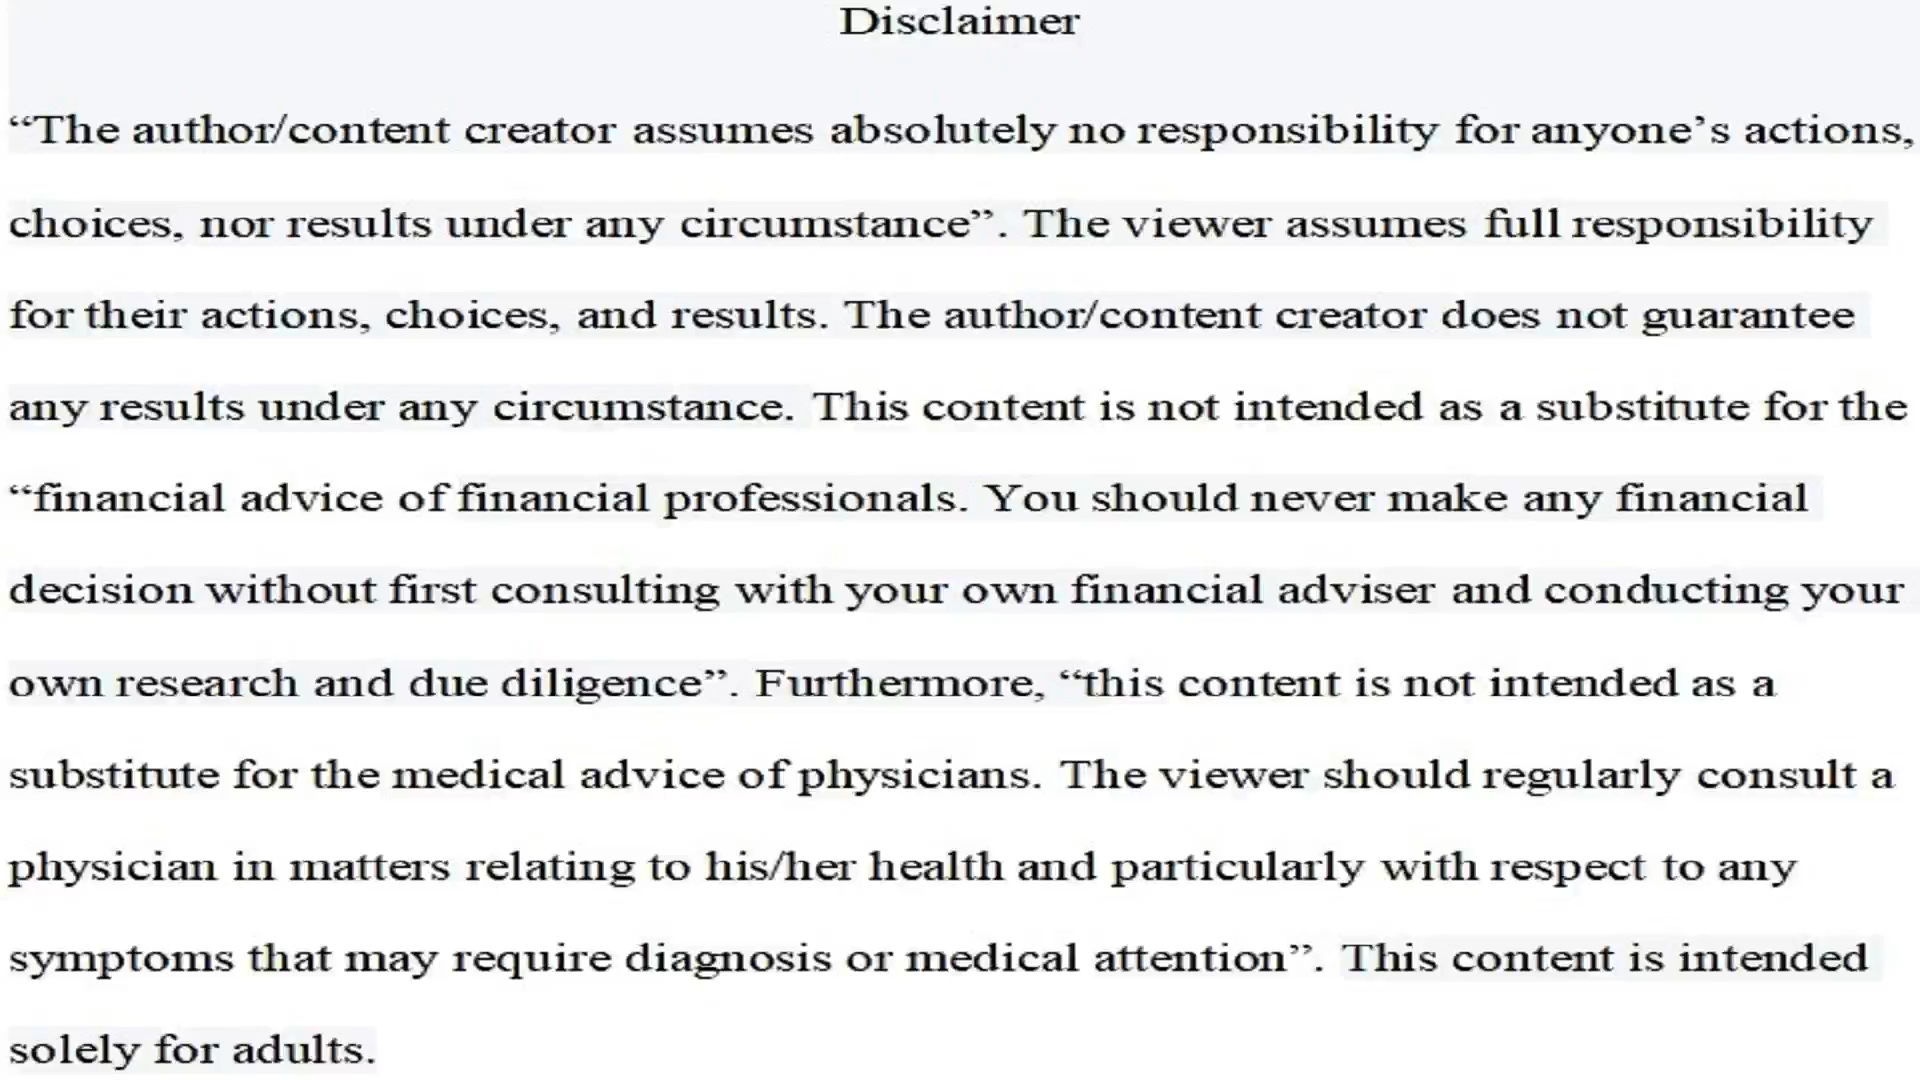 Disclaimer
“The author/content creator assumes absolutely no responsibility for anyone’s actions,
choices, nor results under any circumstance”. The viewer assumes full responsibility
for their actions, choices, and results. The author/content creator does not guarantee
any results under any circumstance. This content is not intended as a substitute for the
“financial advice of financial professionals. You should never make any financial
decision without first consulting with your own financial adviser and conducting your
own research and due diligence”. Furthermore, “this content is not intended as a
substitute for the medical advice of physicians. The viewer should regularly consult a
physician in matters relating to his/her health and particularly with respect to any
symptoms that may require diagnosis or medical attention”. This content is intended
solely for adults.